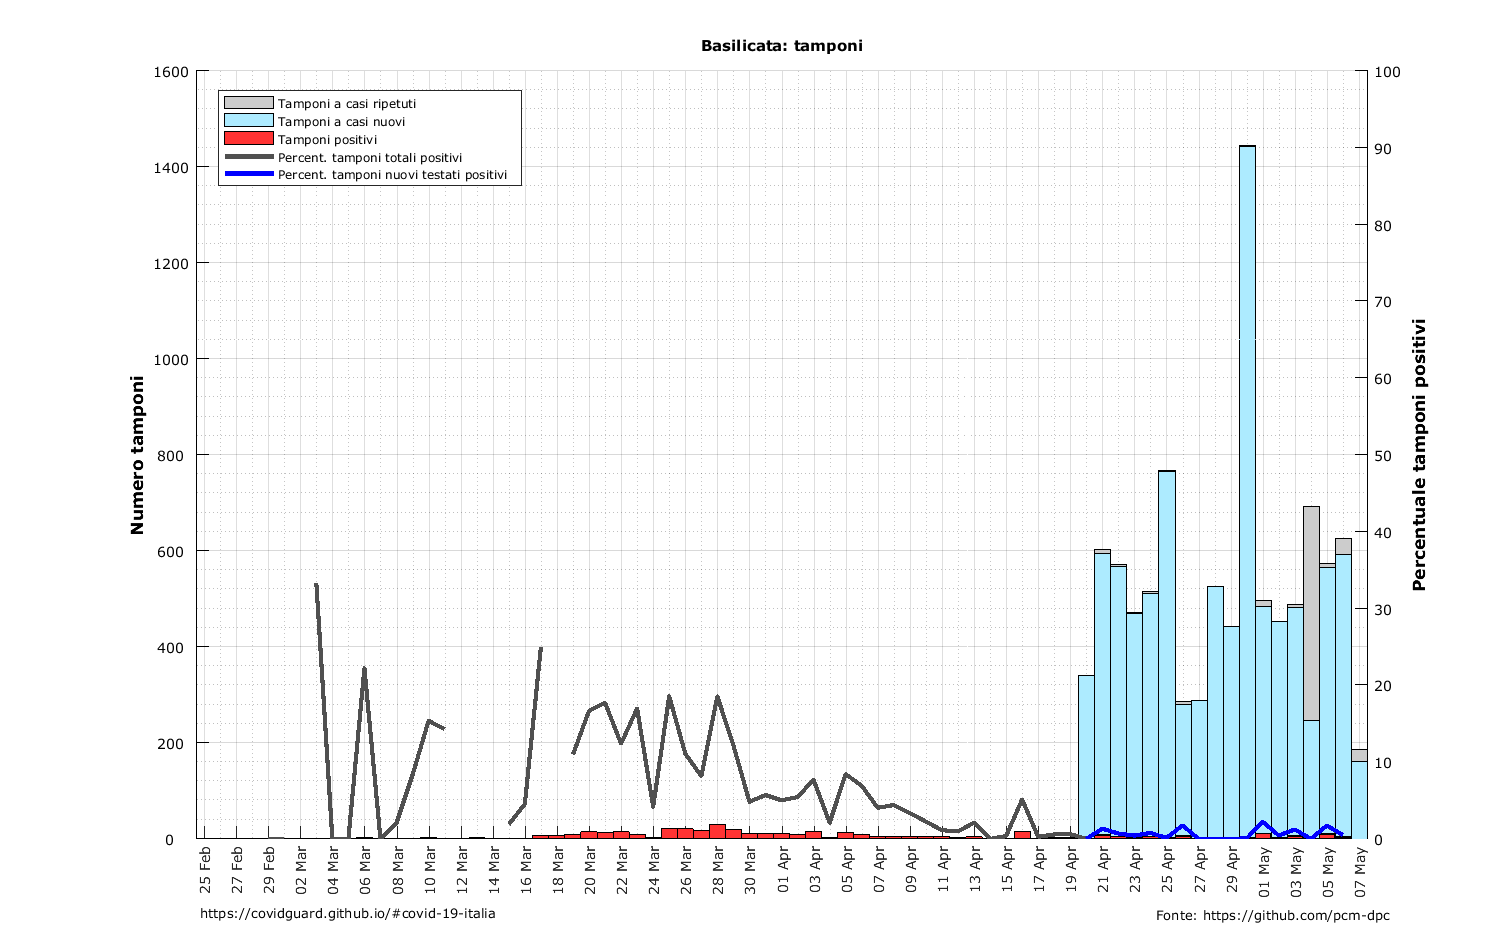 Basilicata: tamponi
Tamponi a casi ripetuti
Tamponi a casi nuovi
Tamponi positivi
Percent. tamponi totali positivi
Percent. tamponi nuovi testati positivi
Numero tamponi
1600
1400
1200
1000
800
600
400
200
0
Percentuale tamponi positivi
100
90
80
70
60
50
40
30
20
10
0
25 Feb
27 Feb
29 Feb
02 Mar
04 Mar
06 Mar
08 Mar
10 Mar
12 Mar
14 Mar
16 Mar
18 Mar
20 Mar
22 Mar
24 Mar
26 Mar
28 Mar
30 Mar
01 Apr
03 Apr
05 Apr
07 Apr
09 Apr
11 Apr
13 Apr
15 Apr
17 Apr
19 Apr
21 Apr
23 Apr
25 Apr
27 Apr
29 Apr
01 May
03 May
05 May
07 May
https://covidguard.github.io/#covid-19-italia
Fonte: https://github.com/pcm-dpc